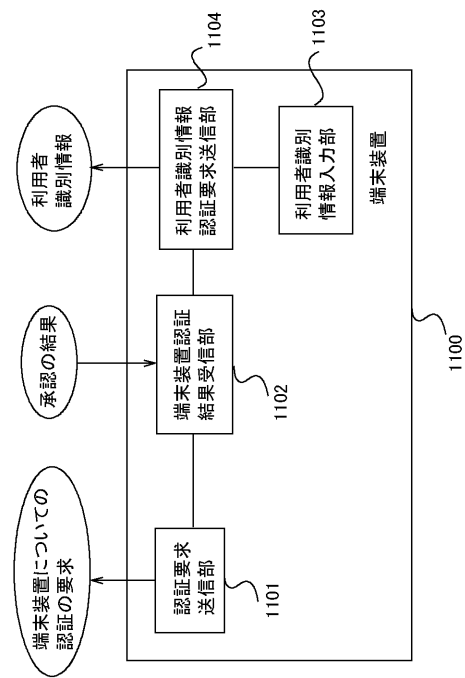 端末装置についての
認証の要求
承認の結果
利用者
識別情報
認証要求
送信部
1101
端末装置認証
結果受信部
1102
利用者識別情報
認証要求送信部
1104
利用者識別
情報入力部
1103
端末装置
1100